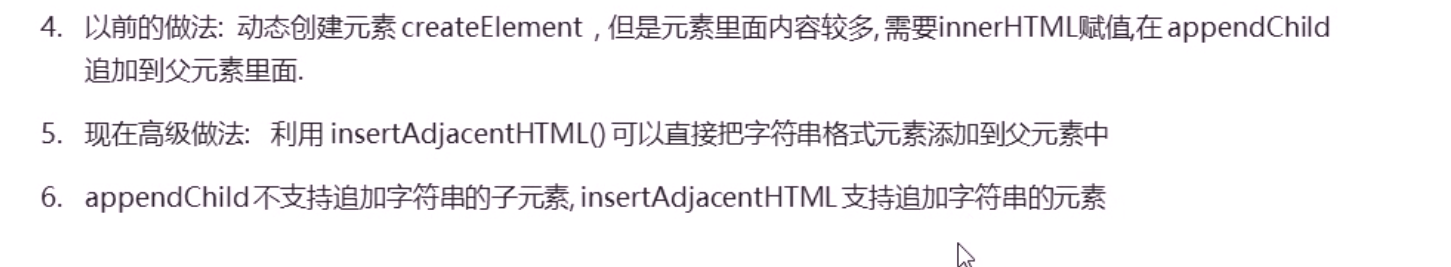 4. 以前的做法: 动态创建元素 createElement , 但是元素里面内容较多, 需要innerHTML赋值,在 appendChild
追加到父元素里面.
5. 现在高级做法: 利用 insertAdjacentHTML() 可以直接把字符串格式元素添加到父元素中
6. appendChild 不支持追加字符串的子元素, insertAdjacentHTML 支持追加字符串的元素